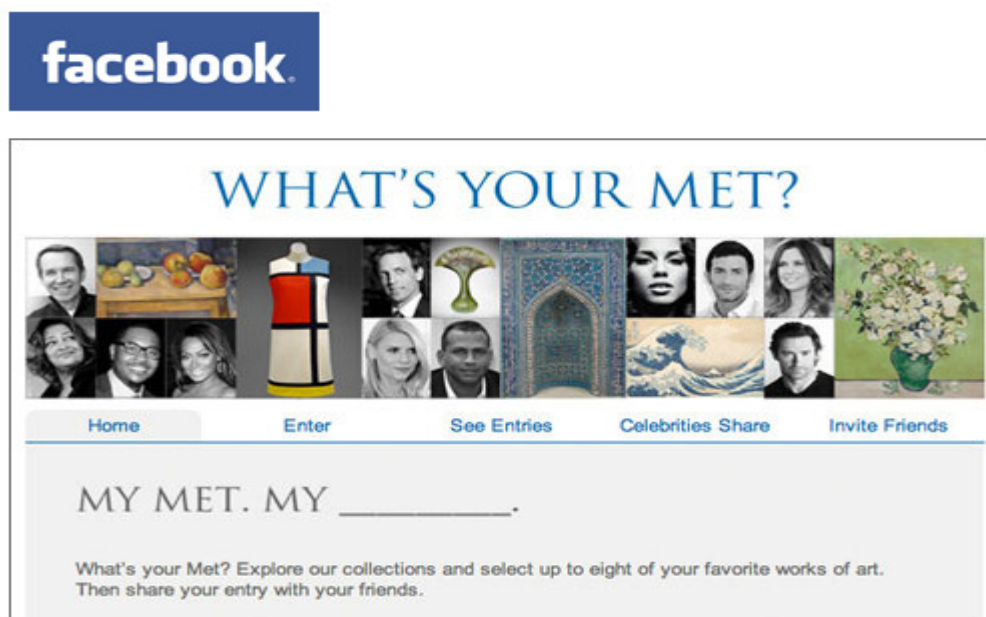 facebook.
WHAT'S YOUR MET?
Home Enter See Entries Celebrities Share Invite Friends
MY MET. MY _________.
What's your Met? Explore our collections and select up to eight of your favorite works of art.
Then share your entry with your friends.